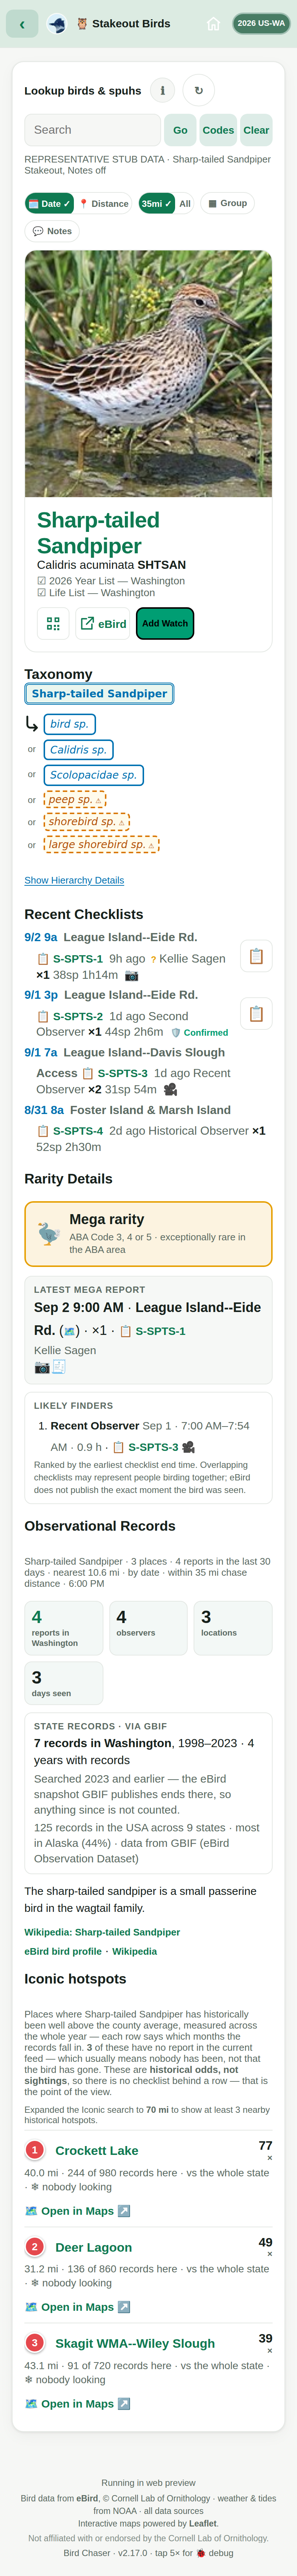 ‹ 🦉 Stakeout Birds 2026 US-WA
Lookup birds & spuhs ℹ ↻
Search Go Codes Clear
REPRESENTATIVE STUB DATA · Sharp-tailed Sandpiper
Stakeout, Notes off
🗓️ Date ✓ 📍 Distance 35mi ✓ All ▦ Group
💬 Notes
Sharp-tailed
Sandpiper
Calidris acuminata SHTSAN
☑ 2026 Year List — Washington
☑ Life List — Washington
eBird Add Watch
Taxonomy
Sharp-tailed Sandpiper
bird sp.
or Calidris sp.
or Scolopacidae sp.
or peep sp. ⚠
or shorebird sp. ⚠
or large shorebird sp. ⚠
Show Hierarchy Details
Recent Checklists
9/2 9a League Island--Eide Rd.
📋 S-SPTS-1 9h ago ? Kellie Sagen
×1 38sp 1h14m 📷
9/1 3p League Island--Eide Rd.
📋 S-SPTS-2 1d ago Second
Observer ×1 44sp 2h6m 🛡️ Confirmed
9/1 7a League Island--Davis Slough
Access 📋 S-SPTS-3 1d ago Recent
Observer ×2 31sp 54m 🎥
8/31 8a Foster Island & Marsh Island
📋 S-SPTS-4 2d ago Historical Observer ×1
52sp 2h30m
Rarity Details
Mega rarity
ABA Code 3, 4 or 5 · exceptionally rare in
the ABA area
LATEST MEGA REPORT
Sep 2 9:00 AM · League Island--Eide
Rd. (🗺️) · ×1 · 📋 S-SPTS-1
Kellie Sagen
📷🧾
LIKELY FINDERS
1. Recent Observer Sep 1 · 7:00 AM–7:54
AM · 0.9 h · 📋 S-SPTS-3 🎥
Ranked by the earliest checklist end time. Overlapping
checklists may represent people birding together; eBird
does not publish the exact moment the bird was seen.
Observational Records
Sharp-tailed Sandpiper · 3 places · 4 reports in the last 30
days · nearest 10.6 mi · by date · within 35 mi chase
distance · 6:00 PM
4
reports in
Washington
4
observers
3
locations
3
days seen
STATE RECORDS · VIA GBIF
7 records in Washington, 1998–2023 · 4
years with records
Searched 2023 and earlier — the eBird
snapshot GBIF publishes ends there, so
anything since is not counted.
125 records in the USA across 9 states · most
in Alaska (44%) · data from GBIF (eBird
Observation Dataset)
The sharp-tailed sandpiper is a small passerine
bird in the wagtail family.
Wikipedia: Sharp-tailed Sandpiper
eBird bird profile · Wikipedia
Iconic hotspots
Places where Sharp-tailed Sandpiper has historically
been well above the county average, measured across
the whole year — each row says which months the
records fall in. 3 of these have no report in the current
feed — which usually means nobody has been, not that
the bird has gone. These are historical odds, not
sightings, so there is no checklist behind a row — that is
the point of the view.
Expanded the Iconic search to 70 mi to show at least 3 nearby
historical hotspots.
1 Crockett Lake 77
×
40.0 mi · 244 of 980 records here · vs the whole state
· ❄ nobody looking
🗺️ Open in Maps ↗
2 Deer Lagoon 49
×
31.2 mi · 136 of 860 records here · vs the whole state
· ❄ nobody looking
🗺️ Open in Maps ↗
3 Skagit WMA--Wiley Slough 39
×
43.1 mi · 91 of 720 records here · vs the whole state ·
❄ nobody looking
🗺️ Open in Maps ↗
Running in web preview
Bird data from eBird, © Cornell Lab of Ornithology · weather & tides
from NOAA · all data sources
Interactive maps powered by Leaflet.
Not affiliated with or endorsed by the Cornell Lab of Ornithology.
Bird Chaser · v2.17.0 · tap 5× for 🐞 debug